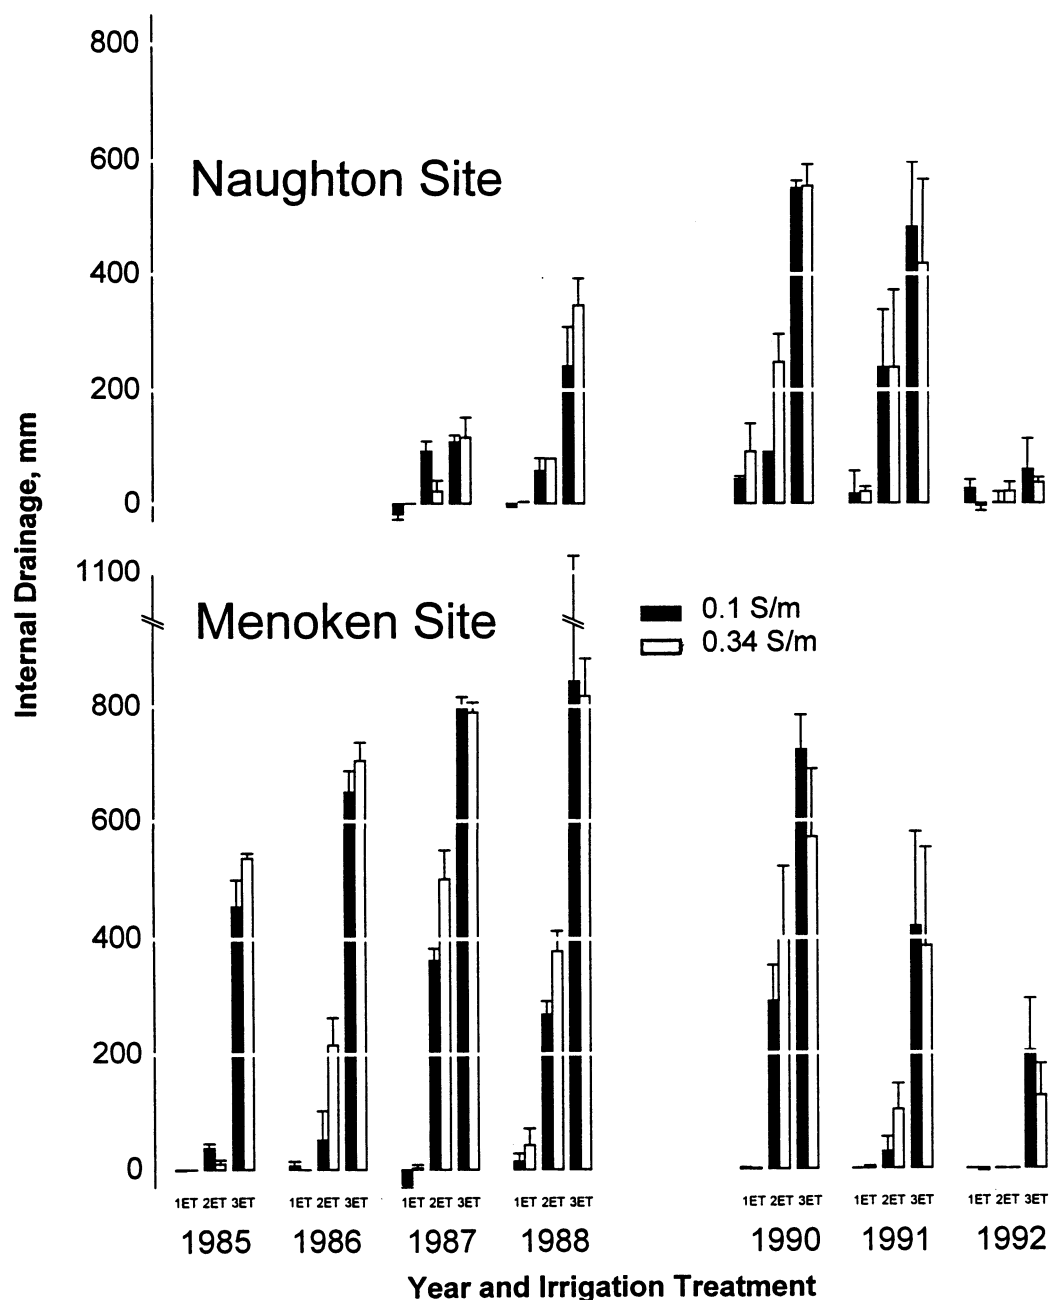 800
600
Naughton Site
400
200
0
Internal Drainage, mm
1100
Menoken Site
0.1 S/m
0.34 S/m
800
600
400
200
0
1ET 2ET 3ET 1ET 2ET 3ET 1ET 2ET 3ET 1ET 2ET 3ET 1ET 2ET 3ET 1ET 2ET 3ET 1ET 2ET 3ET
1985 1986 1987 1988 1990 1991 1992
Year and Irrigation Treatment